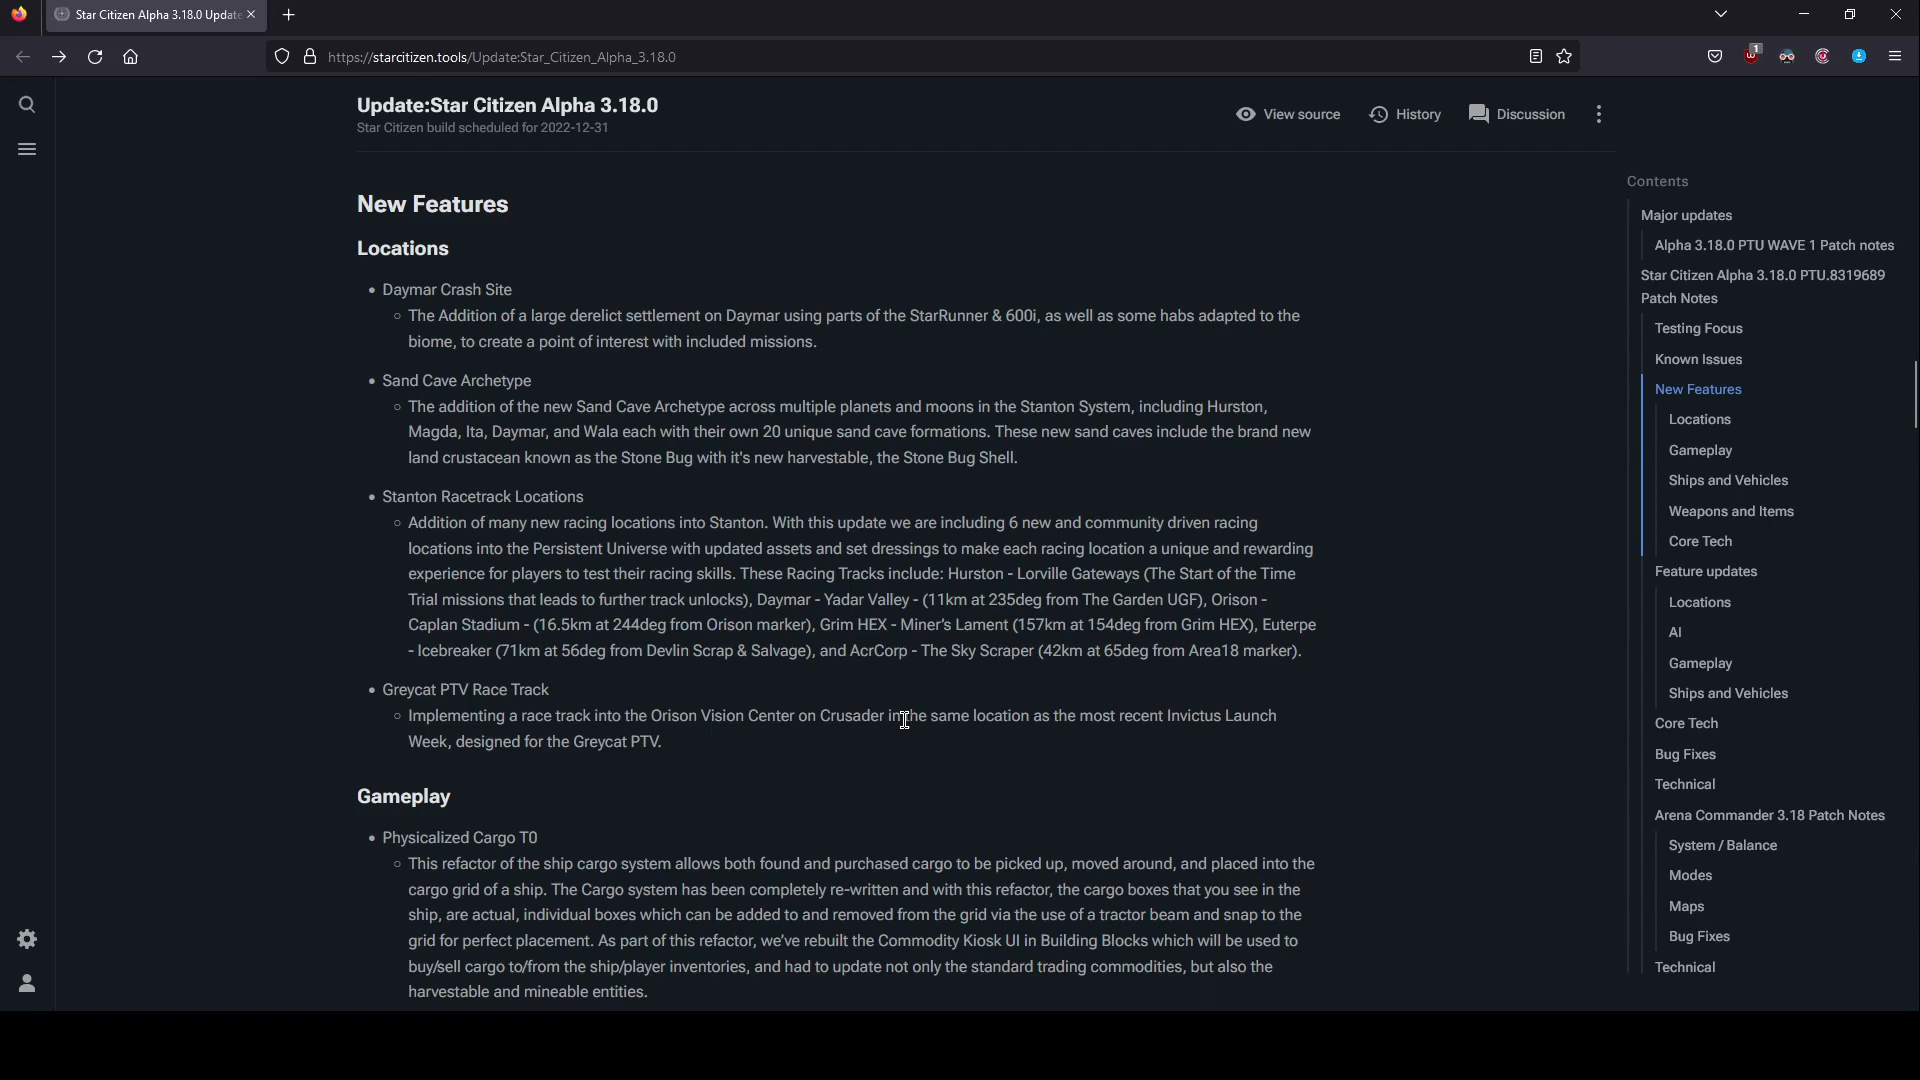 Star Citizen Alpha 3.18.0 Update
1
https://starcitizen.tools/Update:Star_Citizen_Alpha_3.18.0
Update:Star Citizen Alpha 3.18.0
Star Citizen build scheduled for 2022-12-31
View source
History
Discussion
New Features
Locations
Daymar Crash Site
The Addition of a large derelict settlement on Daymar using parts of the StarRunner & 600i, as well as some habs adapted to the
biome, to create a point of interest with included missions.
Sand Cave Archetype
The addition of the new Sand Cave Archetype across multiple planets and moons in the Stanton System, including Hurston,
Magda, Ita, Daymar, and Wala each with their own 20 unique sand cave formations. These new sand caves include the brand new
land crustacean known as the Stone Bug with it's new harvestable, the Stone Bug Shell.
Stanton Racetrack Locations
Addition of many new racing locations into Stanton. With this update we are including 6 new and community driven racing
locations into the Persistent Universe with updated assets and set dressings to make each racing location a unique and rewarding
experience for players to test their racing skills. These Racing Tracks include: Hurston - Lorville Gateways (The Start of the Time
Trial missions that leads to further track unlocks), Daymar - Yadar Valley - (11km at 235deg from The Garden UGF), Orison -
Caplan Stadium - (16.5km at 244deg from Orison marker), Grim HEX - Miner's Lament (157km at 154deg from Grim HEX), Euterpe
- Icebreaker (71km at 56deg from Devlin Scrap & Salvage), and AcrCorp - The Sky Scraper (42km at 65deg from Area18 marker).
Greycat PTV Race Track
Implementing a race track into the Orison Vision Center on Crusader in the same location as the most recent Invictus Launch
Week, designed for the Greycat PTV.
Gameplay
Physicalized Cargo T0
This refactor of the ship cargo system allows both found and purchased cargo to be picked up, moved around, and placed into the
cargo grid of a ship. The Cargo system has been completely re-written and with this refactor, the cargo boxes that you see in the
ship, are actual, individual boxes which can be added to and removed from the grid via the use of a tractor beam and snap to the
grid for perfect placement. As part of this refactor, we've rebuilt the Commodity Kiosk UI in Building Blocks which will be used to
buy/sell cargo to/from the ship/player inventories, and had to update not only the standard trading commodities, but also the
harvestable and mineable entities.
Contents
Major updates
Alpha 3.18.0 PTU WAVE 1 Patch notes
Star Citizen Alpha 3.18.0 PTU.8319689
Patch Notes
Testing Focus
Known Issues
New Features
Locations
Gameplay
Ships and Vehicles
Weapons and Items
Core Tech
Feature updates
Locations
AI
Gameplay
Ships and Vehicles
Core Tech
Bug Fixes
Technical
Arena Commander 3.18 Patch Notes
System / Balance
Modes
Maps
Bug Fixes
Technical